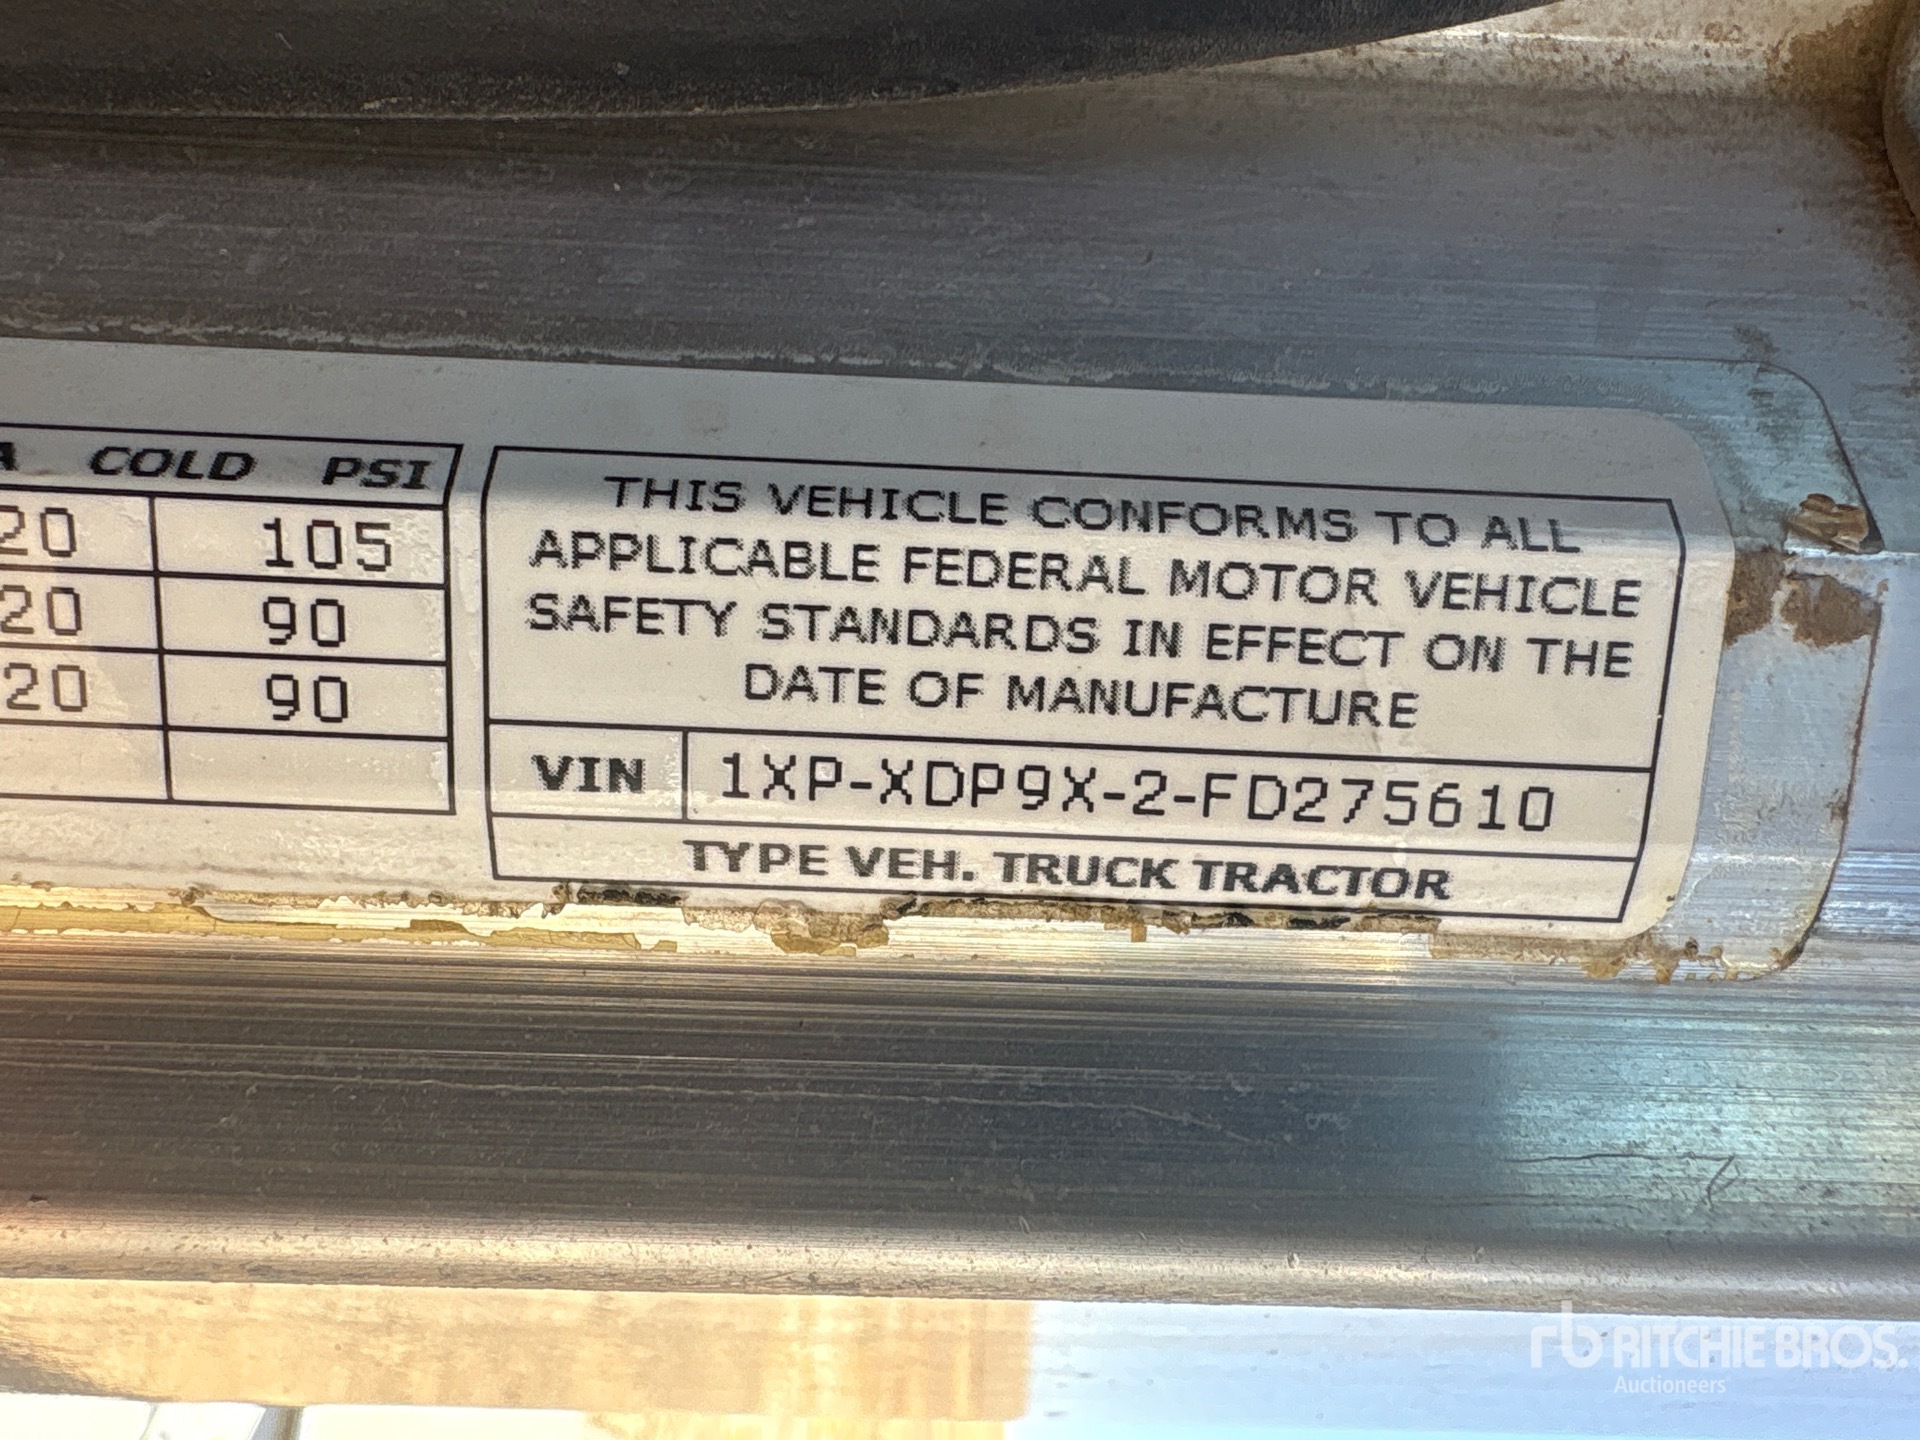 A COLD PSI
20 105
20 90
20 90
THIS VEHICLE CONFORMS TO ALL
APPLICABLE FEDERAL MOTOR VEHICLE
SAFETY STANDARDS IN EFFECT ON THE
DATE OF MANUFACTURE
VIN 1XP-XDP9X-2-FD275610
TYPE VEH. TRUCK TRACTOR
rb RITCHIE BROS.
Auctioneers